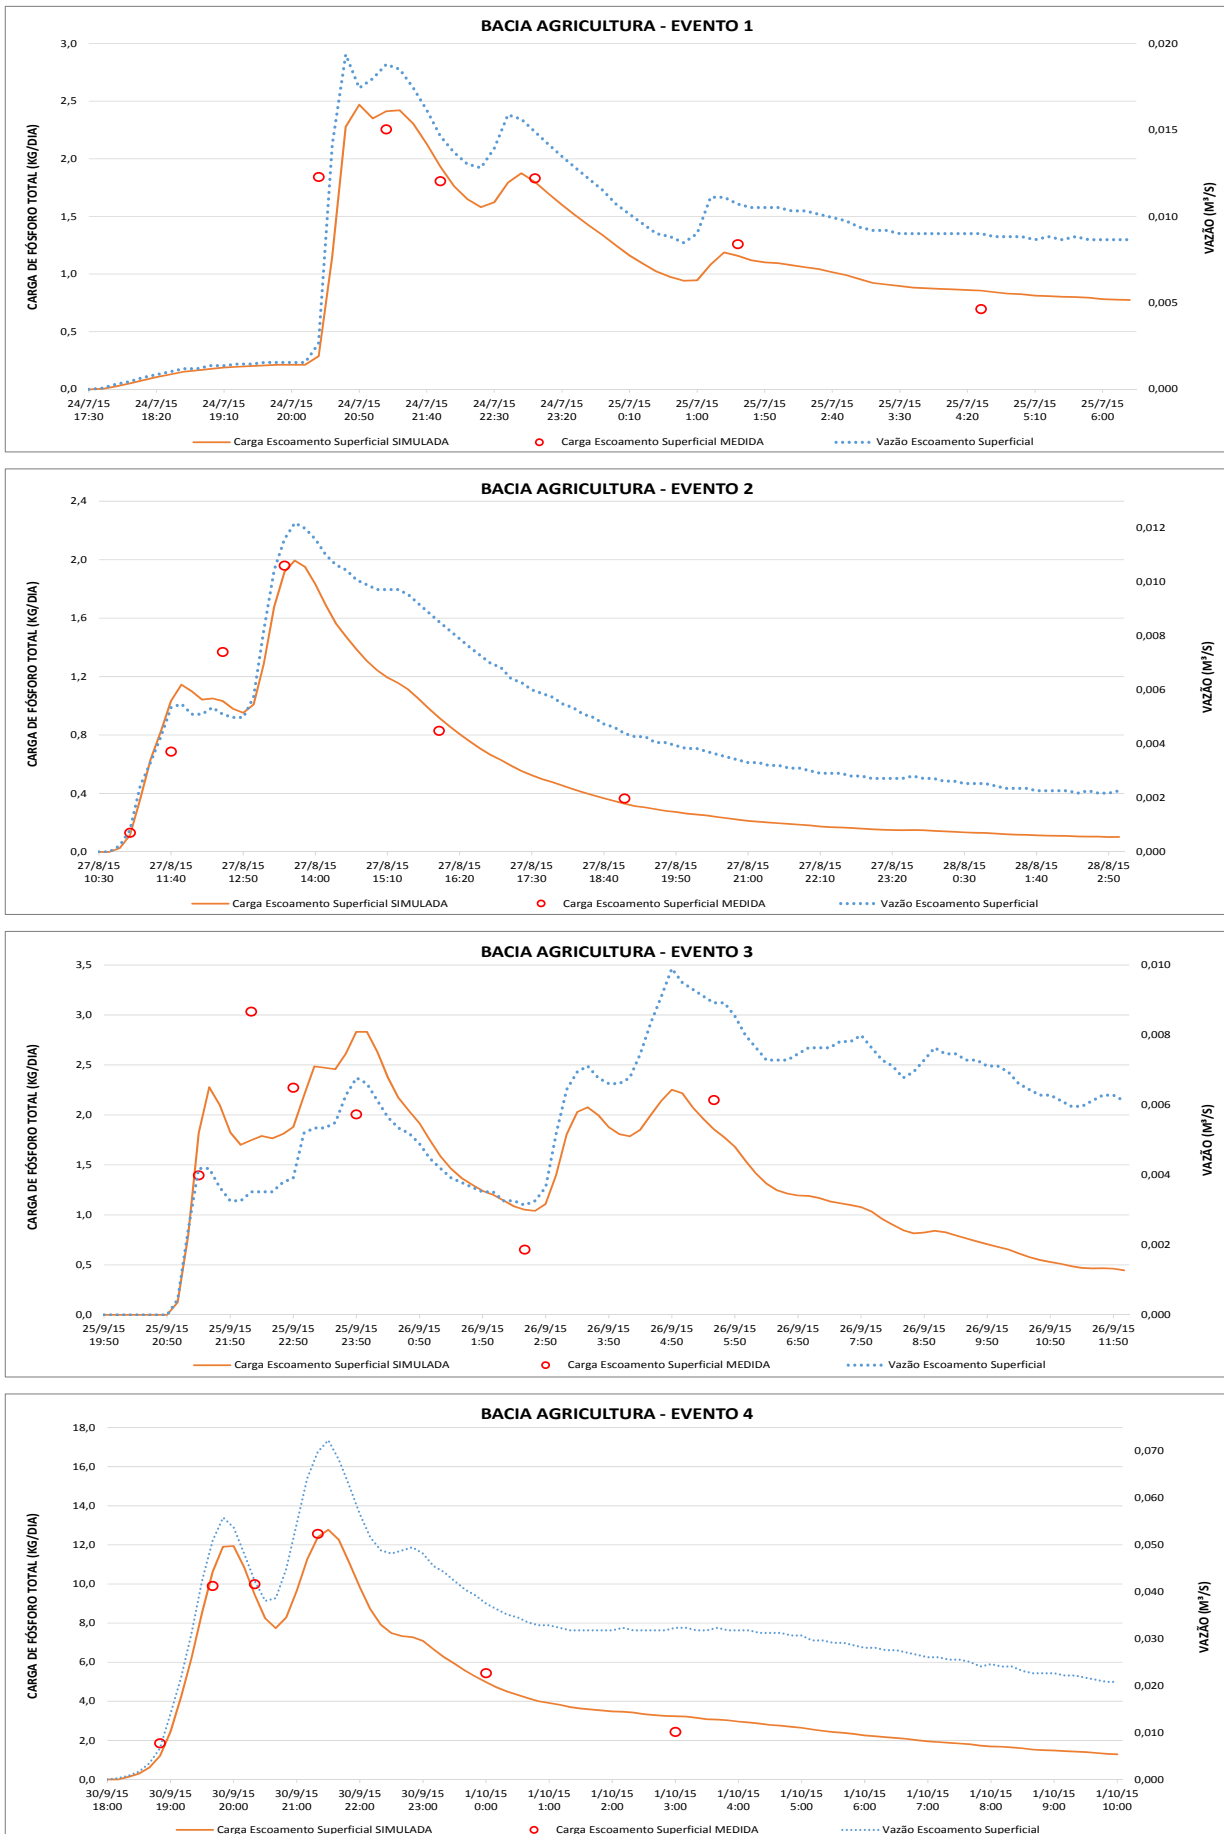 BACIA AGRICULTURA - EVENTO 1
CARGA DE FÓSFORO TOTAL (KG/DIA)
3,0
2,5
2,0
1,5
1,0
0,5
0,0
0,020
0,015
0,010
0,005
0,000
VAZÃO (M³/S)
24/7/15 24/7/15 24/7/15 24/7/15 24/7/15 24/7/15 24/7/15 24/7/15 25/7/15 25/7/15 25/7/15 25/7/15 25/7/15 25/7/15 25/7/15 25/7/15
17:30 18:20 19:10 20:00 20:50 21:40 22:30 23:20 0:10 1:00 1:50 2:40 3:30 4:20 5:10 6:00
Carga Escoamento Superficial SIMULADA Carga Escoamento Superficial MEDIDA Vazão Escoamento Superficial
BACIA AGRICULTURA - EVENTO 2
CARGA DE FÓSFORO TOTAL (KG/DIA)
2,4
2,0
1,6
1,2
0,8
0,4
0,0
0,012
0,010
0,008
0,006
0,004
0,002
0,000
VAZÃO (M³/S)
27/8/15 27/8/15 27/8/15 27/8/15 27/8/15 27/8/15 27/8/15 27/8/15 27/8/15 27/8/15 27/8/15 27/8/15 28/8/15 28/8/15 28/8/15
10:30 11:40 12:50 14:00 15:10 16:20 17:30 18:40 19:50 21:00 22:10 23:20 0:30 1:40 2:50
Carga Escoamento Superficial SIMULADA Carga Escoamento Superficial MEDIDA Vazão Escoamento Superficial
BACIA AGRICULTURA - EVENTO 3
CARGA DE FÓSFORO TOTAL (KG/DIA)
3,5
3,0
2,5
2,0
1,5
1,0
0,5
0,0
0,010
0,008
0,006
0,004
0,002
0,000
VAZÃO (M³/S)
25/9/15 25/9/15 25/9/15 25/9/15 25/9/15 26/9/15 26/9/15 26/9/15 26/9/15 26/9/15 26/9/15 26/9/15 26/9/15 26/9/15 26/9/15 26/9/15 26/9/15
19:50 20:50 21:50 22:50 23:50 0:50 1:50 2:50 3:50 4:50 5:50 6:50 7:50 8:50 9:50 10:50 11:50
Carga Escoamento Superficial SIMULADA Carga Escoamento Superficial MEDIDA Vazão Escoamento Superficial
BACIA AGRICULTURA - EVENTO 4
CARGA DE FÓSFORO TOTAL (KG/DIA)
18,0
16,0
14,0
12,0
10,0
8,0
6,0
4,0
2,0
0,0
0,070
0,060
0,050
0,040
0,030
0,020
0,010
0,000
VAZÃO (M³/S)
30/9/15 30/9/15 30/9/15 30/9/15 30/9/15 30/9/15 1/10/15 1/10/15 1/10/15 1/10/15 1/10/15 1/10/15 1/10/15 1/10/15 1/10/15 1/10/15 1/10/15
18:00 19:00 20:00 21:00 22:00 23:00 0:00 1:00 2:00 3:00 4:00 5:00 6:00 7:00 8:00 9:00 10:00
Carga Escoamento Superficial SIMULADA Carga Escoamento Superficial MEDIDA Vazão Escoamento Superficial